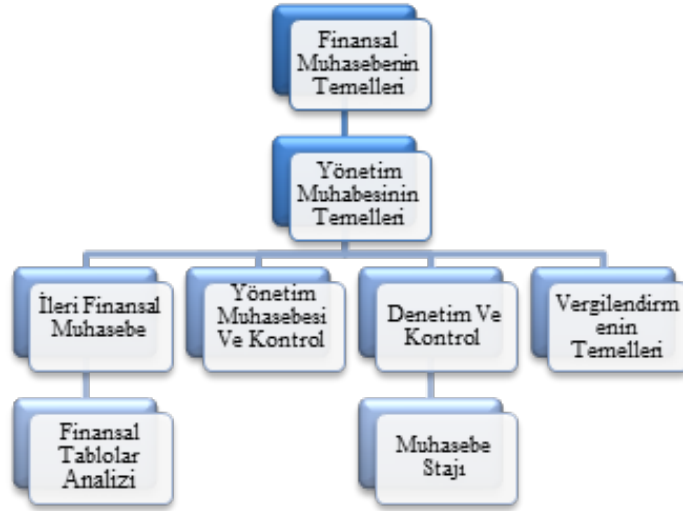 Finansal
Muhasebenin
Temelleri
Yönetim
Muhabesinin
Temelleri
İleri Finansal
Muhasebe
Yönetim
Muhasebesi
Ve Kontrol
Denetim Ve
Kontrol
Vergilendirm
enin
Temelleri
Finansal
Tablolar
Analizi
Muhasebe
Stajı